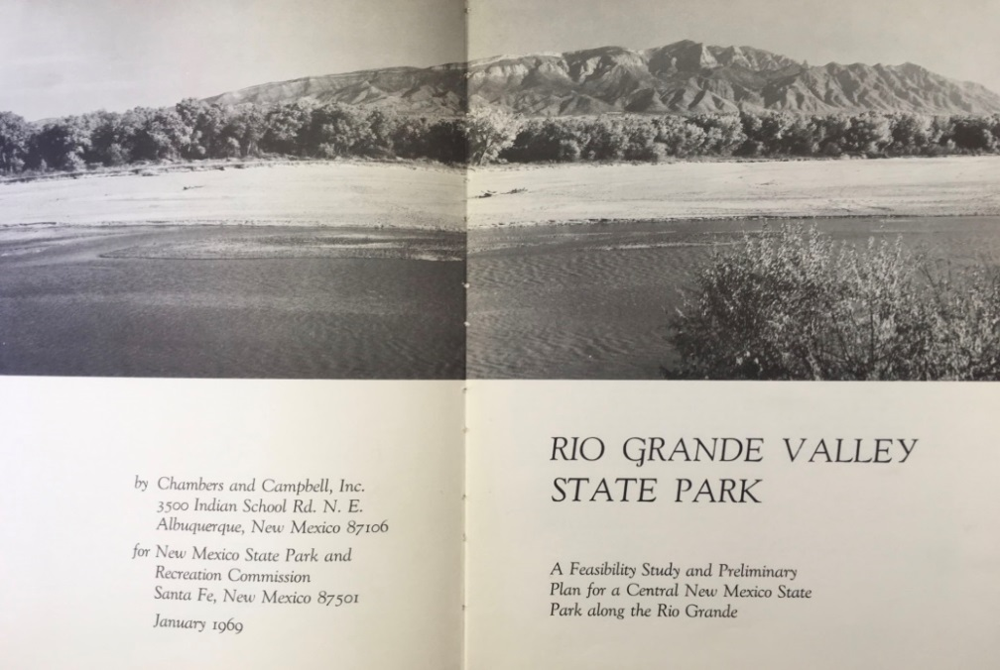 by Chambers and Campbell, Inc.
3500 Indian School Rd. N. E.
Albuquerque, New Mexico 87106
for New Mexico State Park and
Recreation Commission
Santa Fe, New Mexico 87501
January 1969
RIO GRANDE VALLEY
STATE PARK
A Feasibility Study and Preliminary
Plan for a Central New Mexico State
Park along the Rio Grande